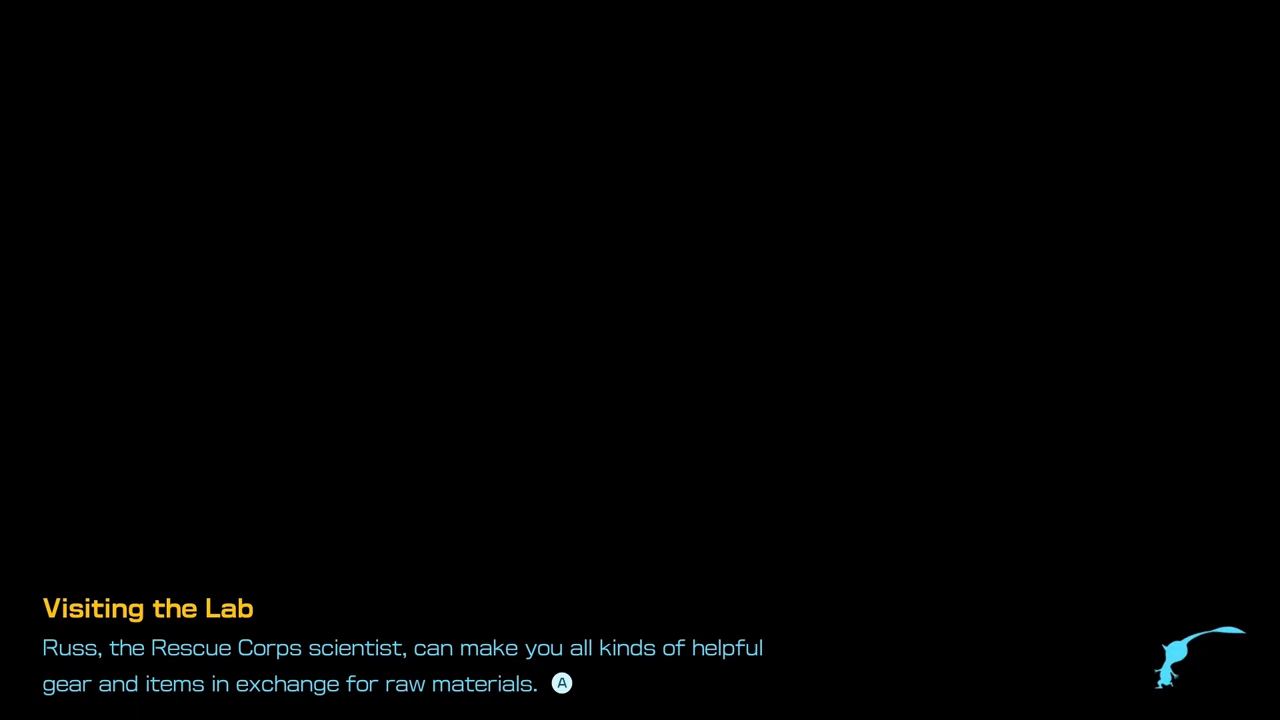 Visiting the Lab
Russ, the Rescue Corps scientist, can make you all kinds of helpful
gear and items in exchange for raw materials. A